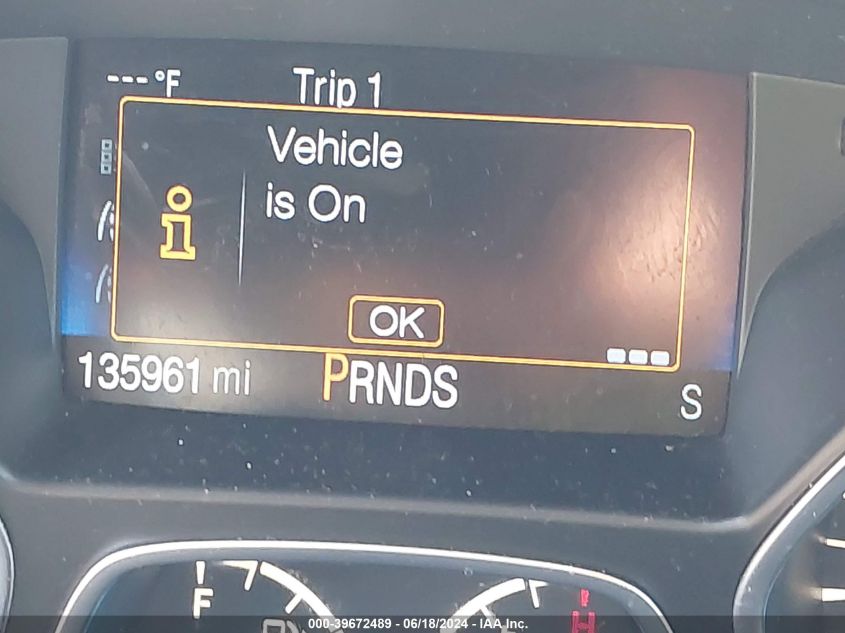 ---°F Trip 1
Vehicle
is On
i
OK
135961 mi PRNDS S
F H
000-39672489 - 06/18/2024 - IAA Inc.